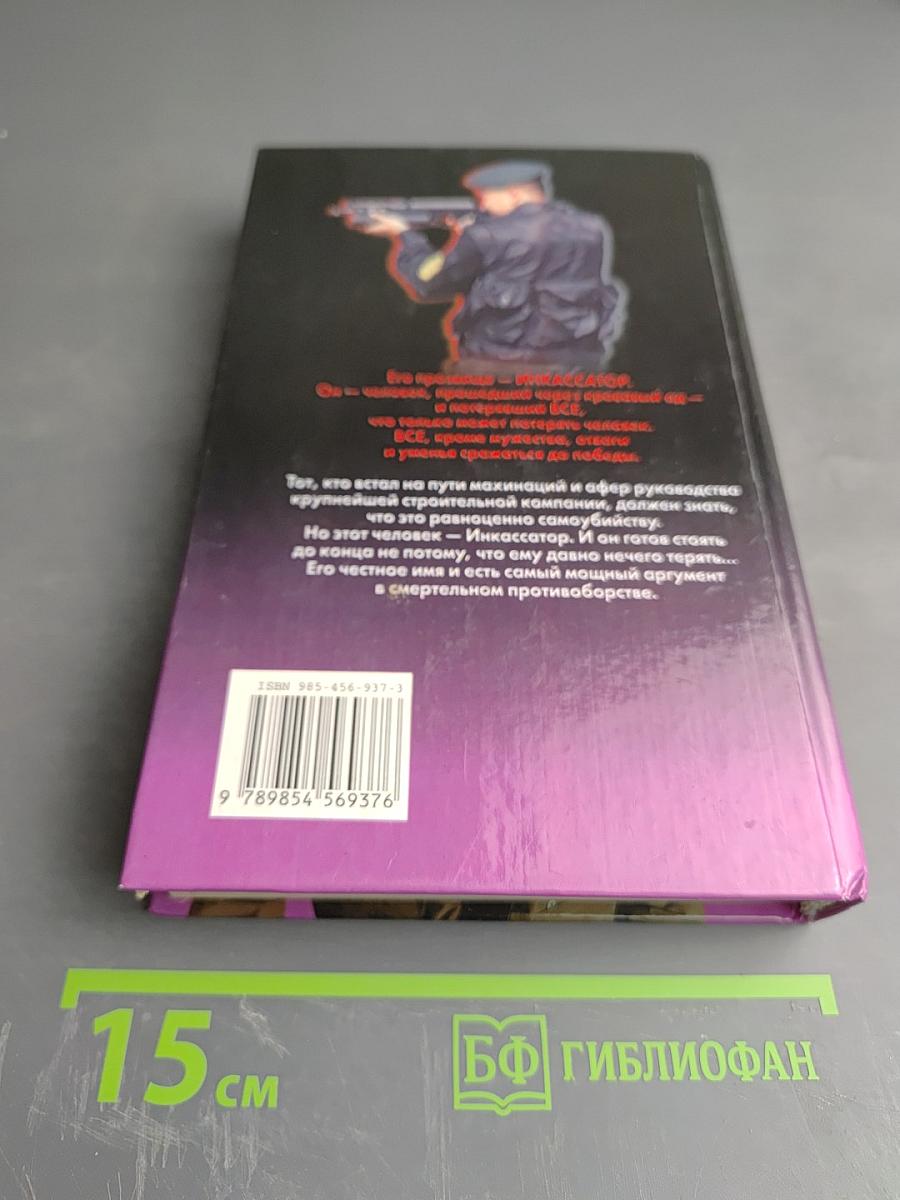 Его прозвище — ИНКАССАТОР.
Он — человек, прошедший через кровавый ад —
и потерявший ВСЕ,
что только может потерять человек.
ВСЕ, кроме мужества, отваги
и уменья сражаться до победы.
Тот, кто встал на пути махинаций и афер руководства
крупнейшей строительной компании, должен знать,
что это равноценно самоубийству.
Но этот человек — Инкассатор. И он готов стоять
до конца не потому, что ему давно нечего терять...
Его честное имя и есть самый мощный аргумент
в смертельном противоборстве.
ISBN 985-456-937-3
9 789854 569376
15 см
БФ ГИБЛИОФАН